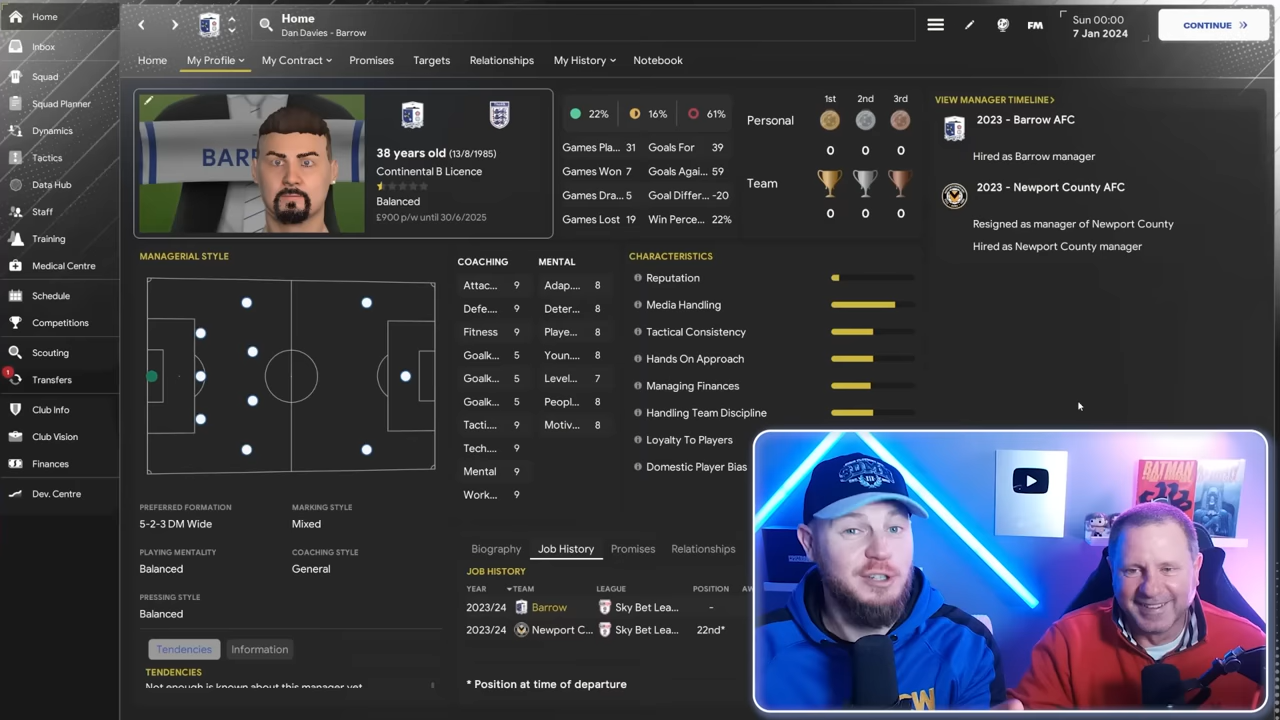 Home
Inbox
Squad
Squad Planner
Dynamics
Tactics
Data Hub
Staff
Training
Medical Centre
Schedule
Competitions
Scouting
1
Transfers
Club Info
Club Vision
Finances
Dev. Centre
Home
Dan Davies - Barrow
FM
Sun 00:00
7 Jan 2024
CONTINUE
Home
My Profile
My Contract
Promises
Targets
Relationships
My History
Notebook
38 years old (13/8/1985)
Continental B Licence
Balanced
£900 p/w until 30/6/2025
22% 16% 61%
Games Pla... 31 Goals For 39
Games Won 7 Goals Agai... 59
Games Dra... 5 Goal Differ... -20
Games Lost 19 Win Perce... 22%
1st 2nd 3rd
Personal
0 0 0
Team
0 0 0
VIEW MANAGER TIMELINE
2023 - Barrow AFC
Hired as Barrow manager
2023 - Newport County AFC
Resigned as manager of Newport County
Hired as Newport County manager
MANAGERIAL STYLE
COACHING MENTAL
Attac... 9 Adap... 8
Defe... 9 Deter... 8
Fitness 9 Playe... 8
Goalk... 5 Youn... 8
Goalk... 5 Level... 7
Goalk... 5 Peopl... 8
Tacti... 9 Motiv... 8
Tech... 9
Mental 9
Work... 9
CHARACTERISTICS
Reputation
Media Handling
Tactical Consistency
Hands On Approach
Managing Finances
Handling Team Discipline
Loyalty To Players
Domestic Player Bias
PREFERRED FORMATION
5-2-3 DM Wide
MARKING STYLE
Mixed
PLAYING MENTALITY
Balanced
COACHING STYLE
General
PRESSING STYLE
Balanced
Tendencies Information
TENDENCIES
Not enough is known about this manager yet
Biography Job History Promises Relationships
JOB HISTORY
YEAR TEAM LEAGUE POSITION AW
2023/24 Barrow Sky Bet Lea... -
2023/24 Newport C... Sky Bet Lea... 22nd*
* Position at time of departure
BATMAN